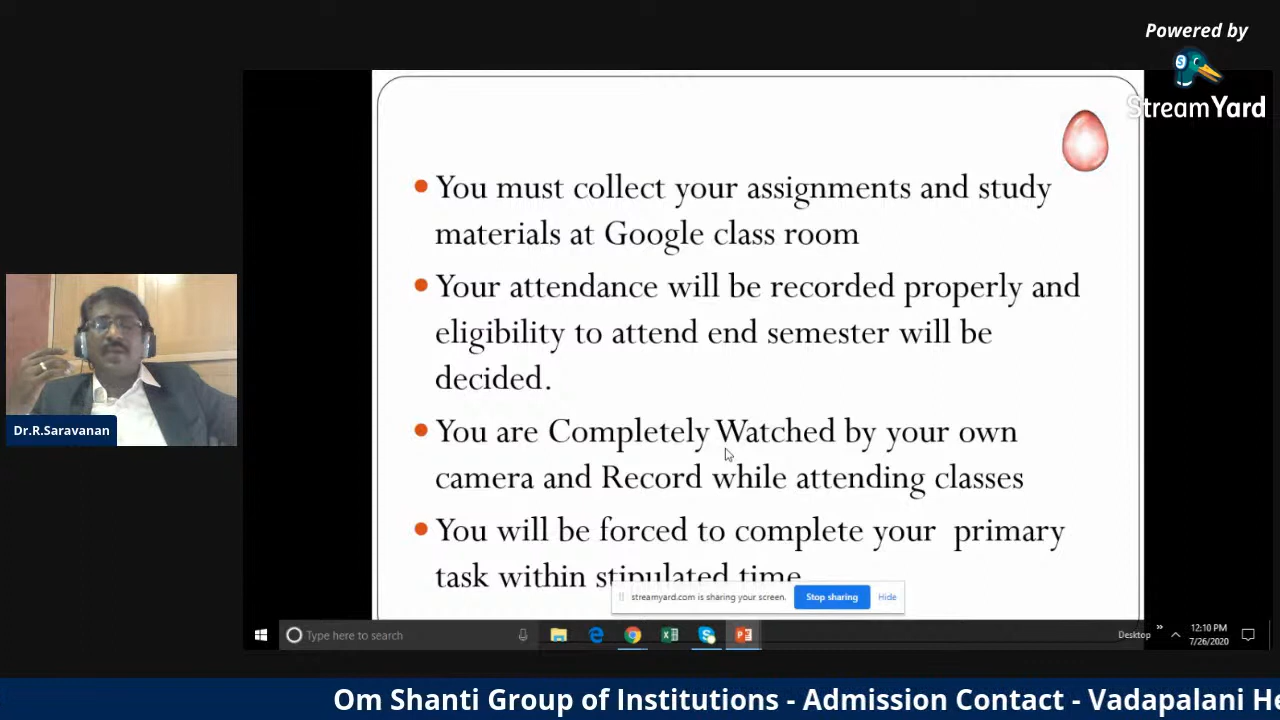 Powered by
StreamYard
You must collect your assignments and study
materials at Google class room
Your attendance will be recorded properly and
eligibility to attend end semester will be
decided.
You are Completely Watched by your own
camera and Record while attending classes
You will be forced to complete your primary
task within stipulated time
Dr.R.Saravanan
streamyard.com is sharing your screen.
Stop sharing
Hide
Type here to search
Desktop
12:10 PM
7/26/2020
Om Shanti Group of Institutions - Admission Contact - Vadapalani He